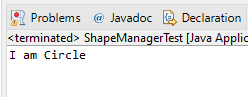 Problems @ Javadoc Declaration
<terminated> ShapeManagerTest [Java Applic
I am Circle